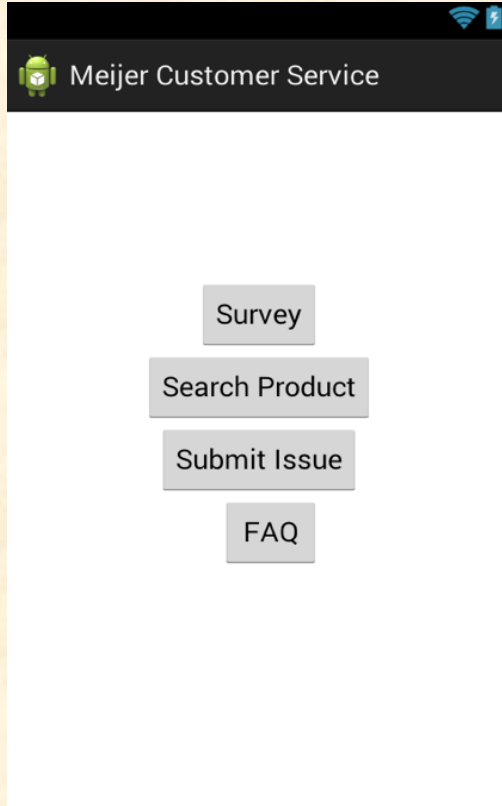 Meijer Customer Service
Survey
Search Product
Submit Issue
FAQ